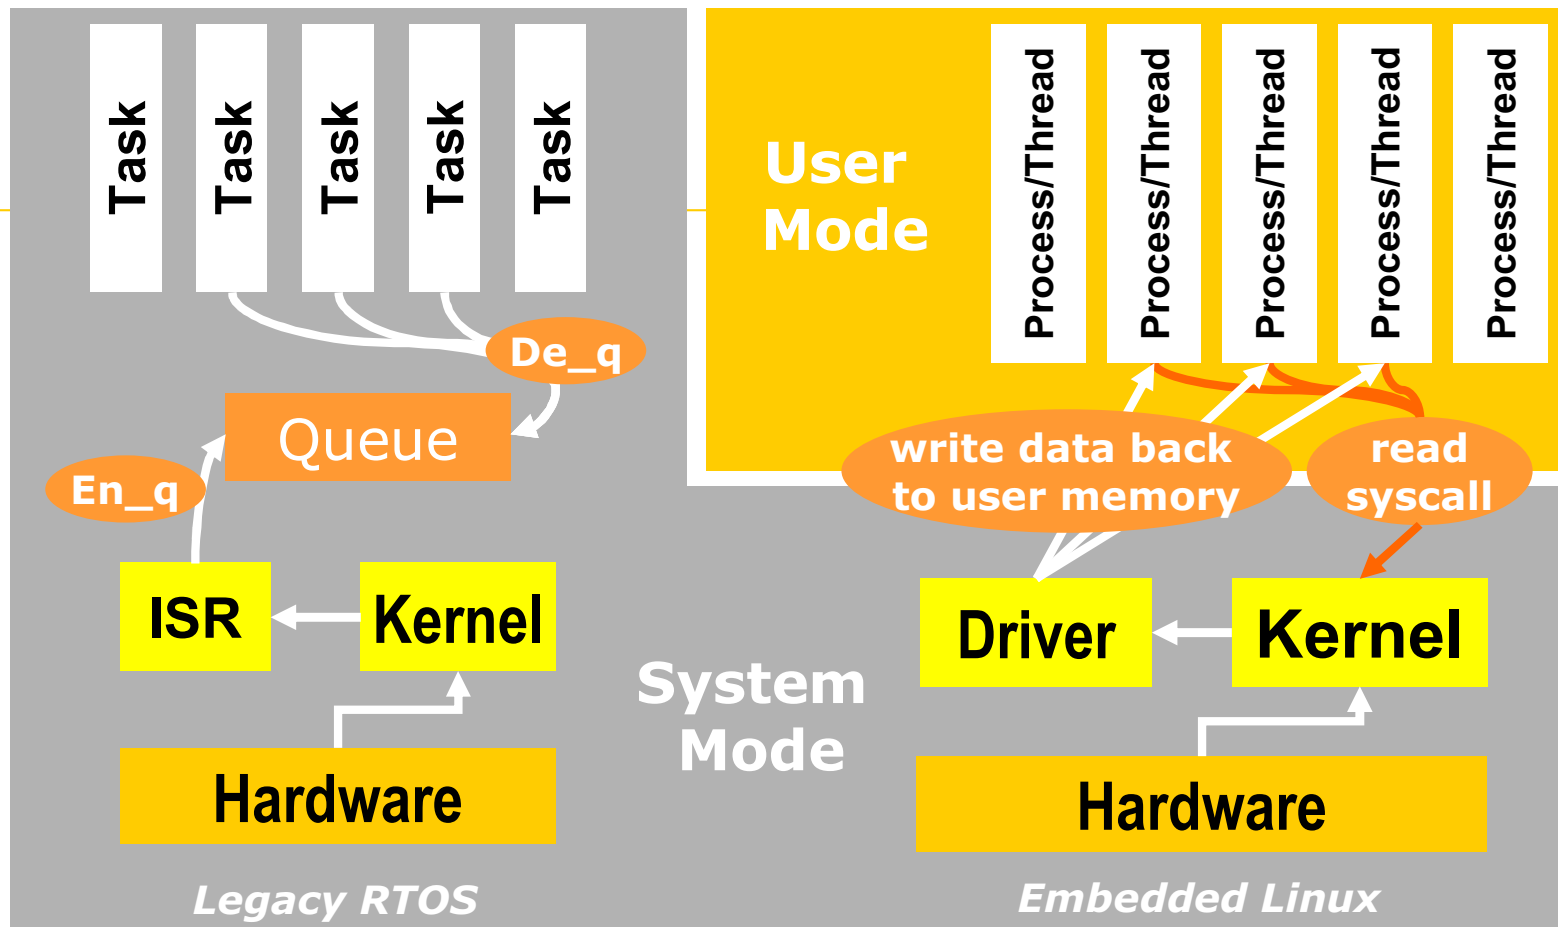 Task
Task
Task
Task
Task
De_q
Queue
En_q
ISR
Kernel
Hardware
Legacy RTOS
User
Mode
Process/Thread
Process/Thread
Process/Thread
Process/Thread
Process/Thread
write data back
to user memory
read
syscall
Driver
Kernel
System
Mode
Hardware
Embedded Linux